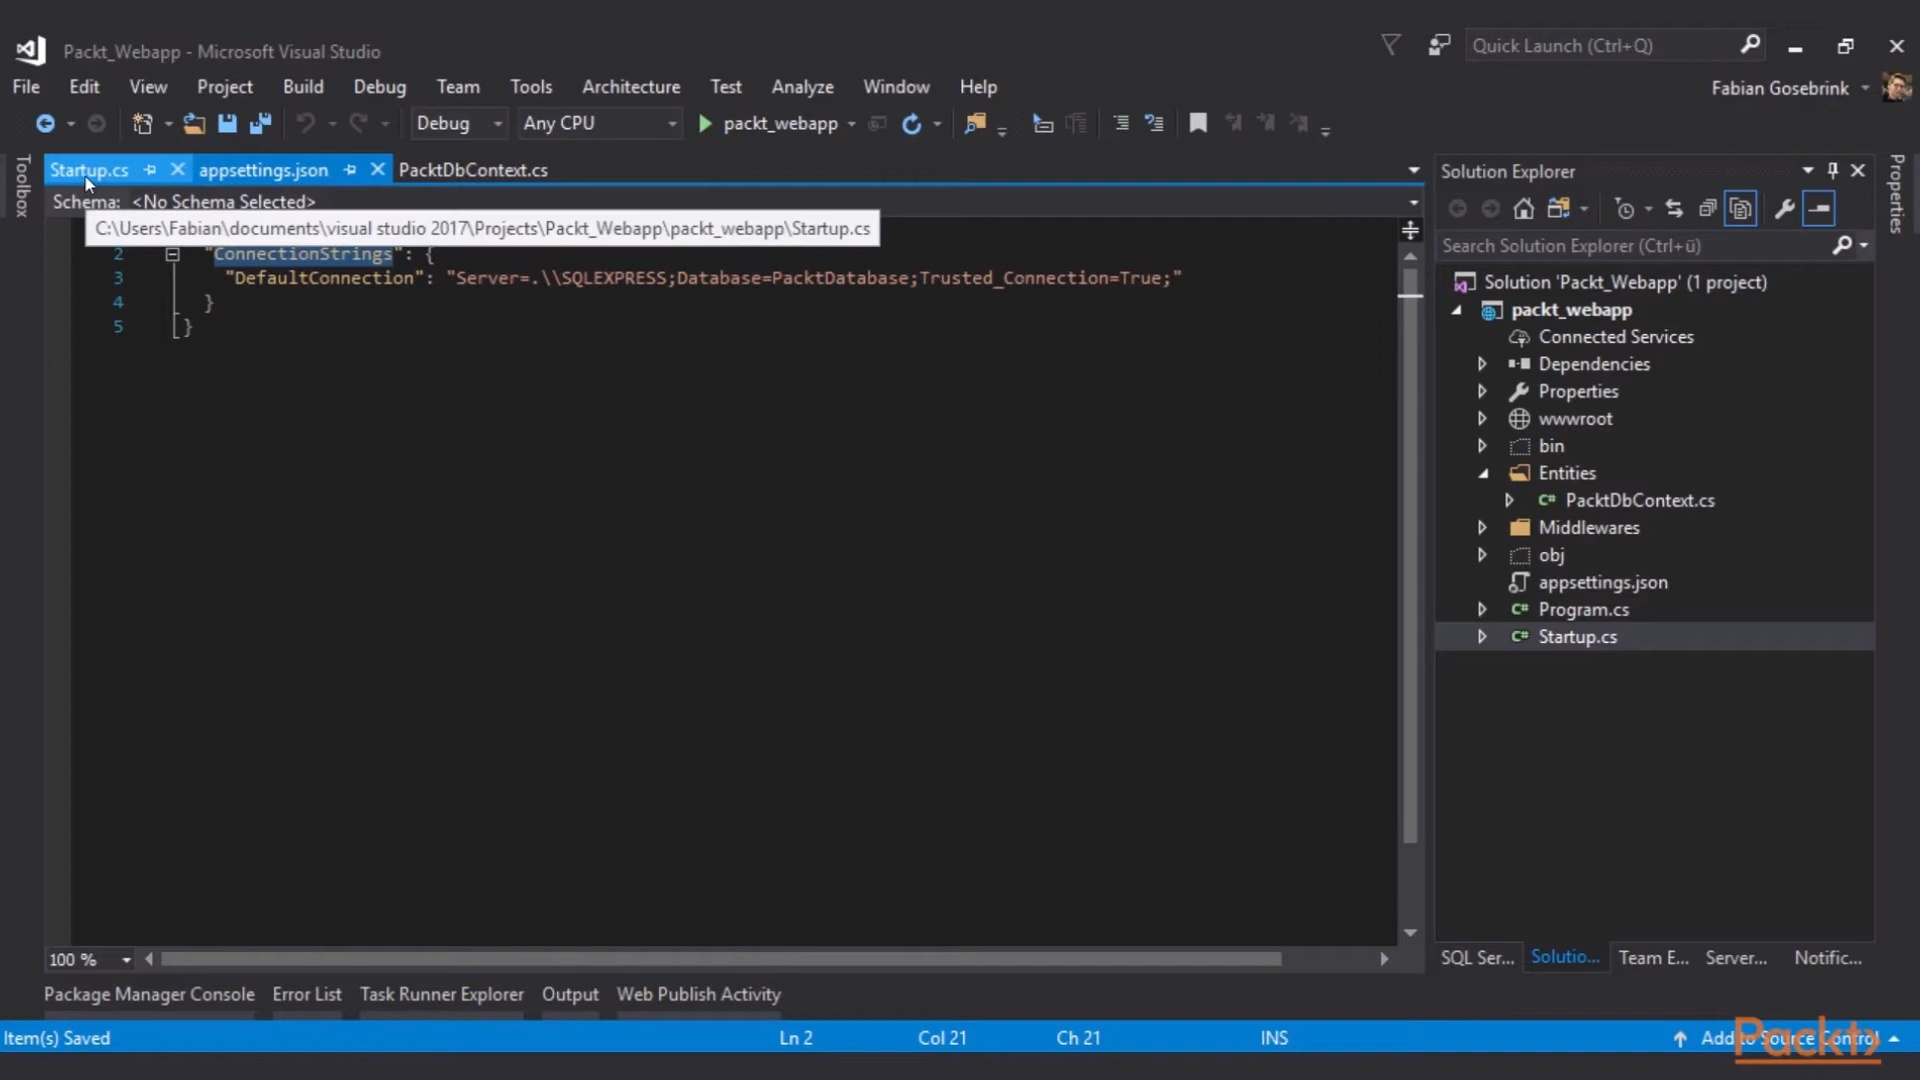 Packt_Webapp - Microsoft Visual Studio
Quick Launch (Ctrl+Q)
File Edit View Project Build Debug Team Tools Architecture Test Analyze Window Help
Fabian Gosebrink
Debug Any CPU packt_webapp
Toolbox
Startup.cs appsettings.json PacktDbContext.cs
Schema: <No Schema Selected>
C:\Users\Fabian\documents\visual studio 2017\Projects\Packt_Webapp\packt_webapp\Startup.cs
2 "ConnectionStrings": {
3 "DefaultConnection": "Server=.\\SQLEXPRESS;Database=PacktDatabase;Trusted_Connection=True;"
4 }
5 }
Solution Explorer
Search Solution Explorer (Ctrl+ü)
Solution 'Packt_Webapp' (1 project)
packt_webapp
Connected Services
Dependencies
Properties
wwwroot
bin
Entities
C# PacktDbContext.cs
Middlewares
obj
appsettings.json
C# Program.cs
C# Startup.cs
Properties
100 %
SQL Ser... Solutio... Team E... Server... Notific...
Package Manager Console Error List Task Runner Explorer Output Web Publish Activity
Item(s) Saved Ln 2 Col 21 Ch 21 INS Add to Source Control
Packt>